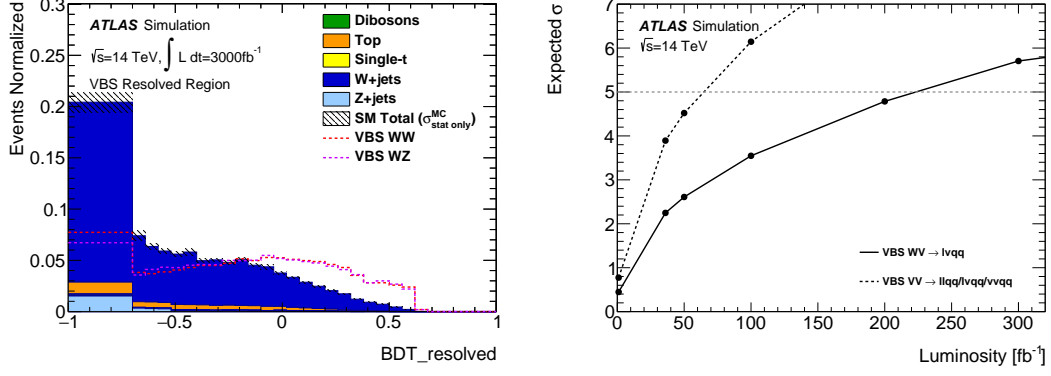 Events Normalized
0.3
0.25
0.2
0.15
0.1
0.05
0
ATLAS Simulation
√s=14 TeV, ∫ L dt=3000fb⁻¹
VBS Resolved Region
Dibosons
Top
Single-t
W+jets
Z+jets
SM Total (σ^MC_stat only)
VBS WW
VBS WZ
−1 −0.5 0 0.5 1
BDT_resolved
Expected σ
7
6
5
4
3
2
1
0
ATLAS Simulation
√s=14 TeV
VBS WV → lvqq
VBS VV → llqq/lvqq/vvqq
0 50 100 150 200 250 300
Luminosity [fb⁻¹]